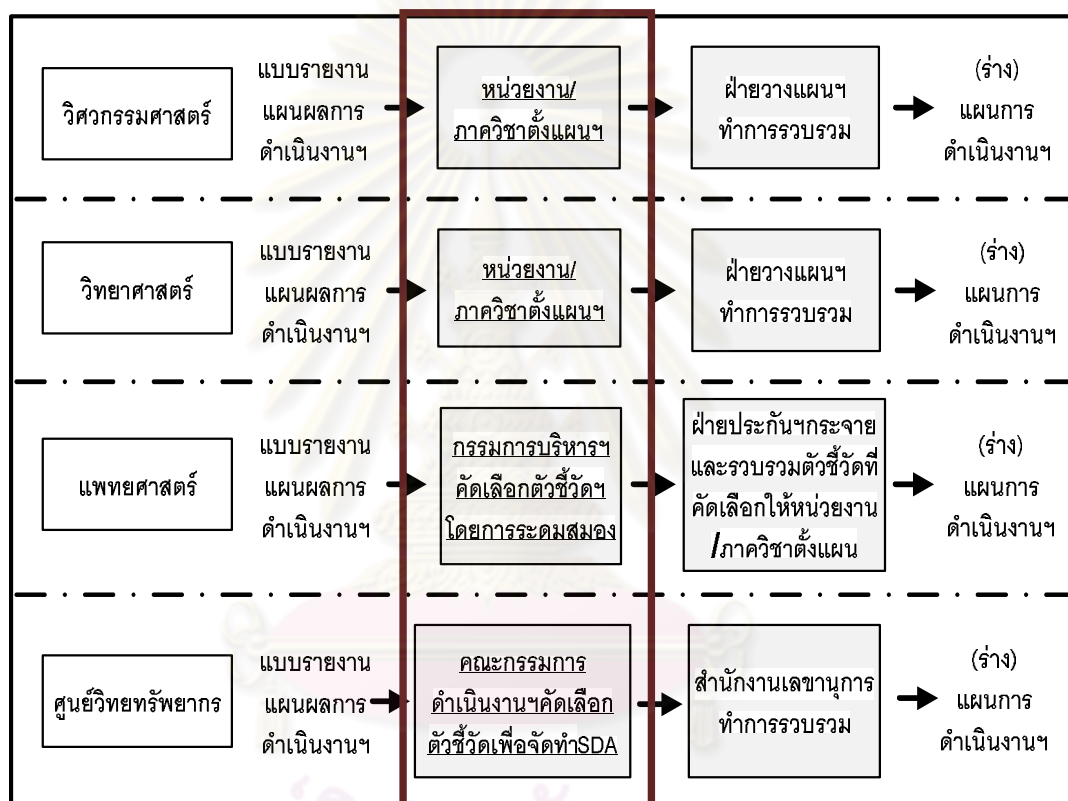 วิศวกรรมศาสตร์
แบบรายงาน
แผนผลการ
ดำเนินงานฯ
หน่วยงาน/
ภาควิชาตั้งแผนฯ
ฝ่ายวางแผนฯ
ทำการรวบรวม
(ร่าง)
แผนการ
ดำเนินงานฯ
วิทยาศาสตร์
แบบรายงาน
แผนผลการ
ดำเนินงานฯ
หน่วยงาน/
ภาควิชาตั้งแผนฯ
ฝ่ายวางแผนฯ
ทำการรวบรวม
(ร่าง)
แผนการ
ดำเนินงานฯ
แพทยศาสตร์
แบบรายงาน
แผนผลการ
ดำเนินงานฯ
กรรมการบริหารฯ
คัดเลือกตัวชี้วัดฯ
โดยการระดมสมอง
ฝ่ายประกันฯกระจาย
และรวบรวมตัวชี้วัดที่
คัดเลือกให้หน่วยงาน
/ภาควิชาตั้งแผน
(ร่าง)
แผนการ
ดำเนินงานฯ
ศูนย์วิทยทรัพยากร
แบบรายงาน
แผนผลการ
ดำเนินงานฯ
คณะกรรมการ
ดำเนินงานฯคัดเลือก
ตัวชี้วัดเพื่อจัดทำSDA
สำนักงานเลขานุการ
ทำการรวบรวม
(ร่าง)
แผนการ
ดำเนินงานฯ